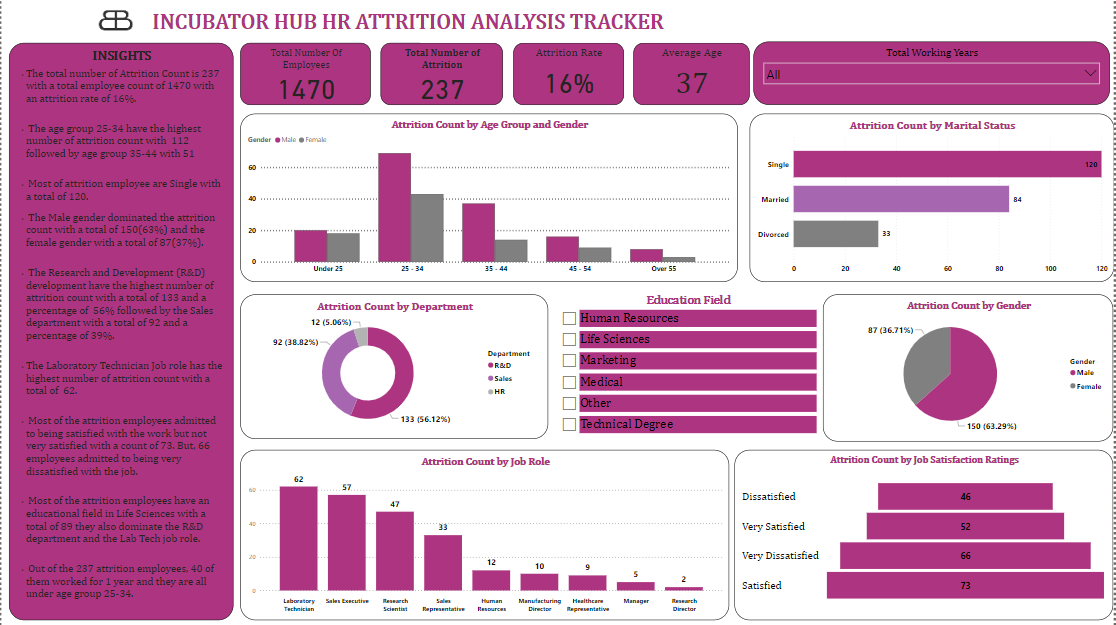 INCUBATOR HUB HR ATTRITION ANALYSIS TRACKER
INSIGHTS
- The total number of Attrition Count is 237
with a total employee count of 1470 with
an attrition rate of 16%.
- The age group 25-34 have the highest
number of attrition count with 112
followed by age group 35-44 with 51
- Most of attrition employee are Single with
a total of 120.
- The Male gender dominated the attrition
count with a total of 150(63%) and the
female gender with a total of 87(37%).
- The Research and Development (R&D)
development have the highest number of
attrition count with a total of 133 and a
percentage of 56% followed by the Sales
department with a total of 92 and a
percentage of 39%.
- The Laboratory Technician Job role has the
highest number of attrition count with a
total of 62.
- Most of the attrition employees admitted
to being satisfied with the work but not
very satisfied with a count of 73. But, 66
employees admitted to being very
dissatisfied with the job.
- Most of the attrition employees have an
educational field in Life Sciences with a
total of 89 they also dominate the R&D
department and the Lab Tech job role.
- Out of the 237 attrition employees, 40 of
them worked for 1 year and they are all
under age group 25-34.
Total Number Of
Employees
1470
Total Number of
Attrition
237
Attrition Rate
16%
Average Age
37
Total Working Years
All
Attrition Count by Age Group and Gender
Gender Male Female
60
40
20
0
Under 25 25 - 34 35 - 44 45 - 54 Over 55
Attrition Count by Marital Status
Single 120
Married 84
Divorced 33
0 20 40 60 80 100 120
Attrition Count by Department
12 (5.06%)
92 (38.82%)
133 (56.12%)
Department
R&D
Sales
HR
Education Field
Human Resources
Life Sciences
Marketing
Medical
Other
Technical Degree
Attrition Count by Gender
87 (36.71%)
150 (63.29%)
Gender
Male
Female
Attrition Count by Job Role
60
40
20
0
62 57 47 33 12 10 9 5 2
Laboratory Sales Executive Research Sales Human Manufacturing Healthcare Manager Research
Technician Scientist Representative Resources Director Representative Director
Attrition Count by Job Satisfaction Ratings
Dissatisfied 46
Very Satisfied 52
Very Dissatisfied 66
Satisfied 73